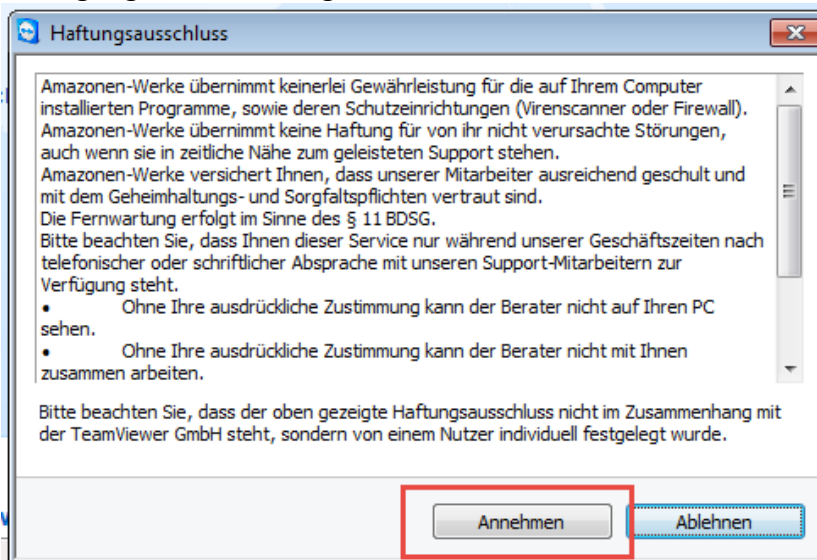 Haftungsausschluss
Amazonen-Werke übernimmt keinerlei Gewährleistung für die auf Ihrem Computer
installierten Programme, sowie deren Schutzeinrichtungen (Virenscanner oder Firewall).
Amazonen-Werke übernimmt keine Haftung für von ihr nicht verursachte Störungen,
auch wenn sie in zeitliche Nähe zum geleisteten Support stehen.
Amazonen-Werke versichert Ihnen, dass unserer Mitarbeiter ausreichend geschult und
mit dem Geheimhaltungs- und Sorgfaltspflichten vertraut sind.
Die Fernwartung erfolgt im Sinne des § 11 BDSG.
Bitte beachten Sie, dass Ihnen dieser Service nur während unserer Geschäftszeiten nach
telefonischer oder schriftlicher Absprache mit unseren Support-Mitarbeitern zur
Verfügung steht.
• Ohne Ihre ausdrückliche Zustimmung kann der Berater nicht auf Ihren PC
sehen.
• Ohne Ihre ausdrückliche Zustimmung kann der Berater nicht mit Ihnen
zusammen arbeiten.
Bitte beachten Sie, dass der oben gezeigte Haftungsausschluss nicht im Zusammenhang mit
der TeamViewer GmbH steht, sondern von einem Nutzer individuell festgelegt wurde.
Annehmen Ablehnen